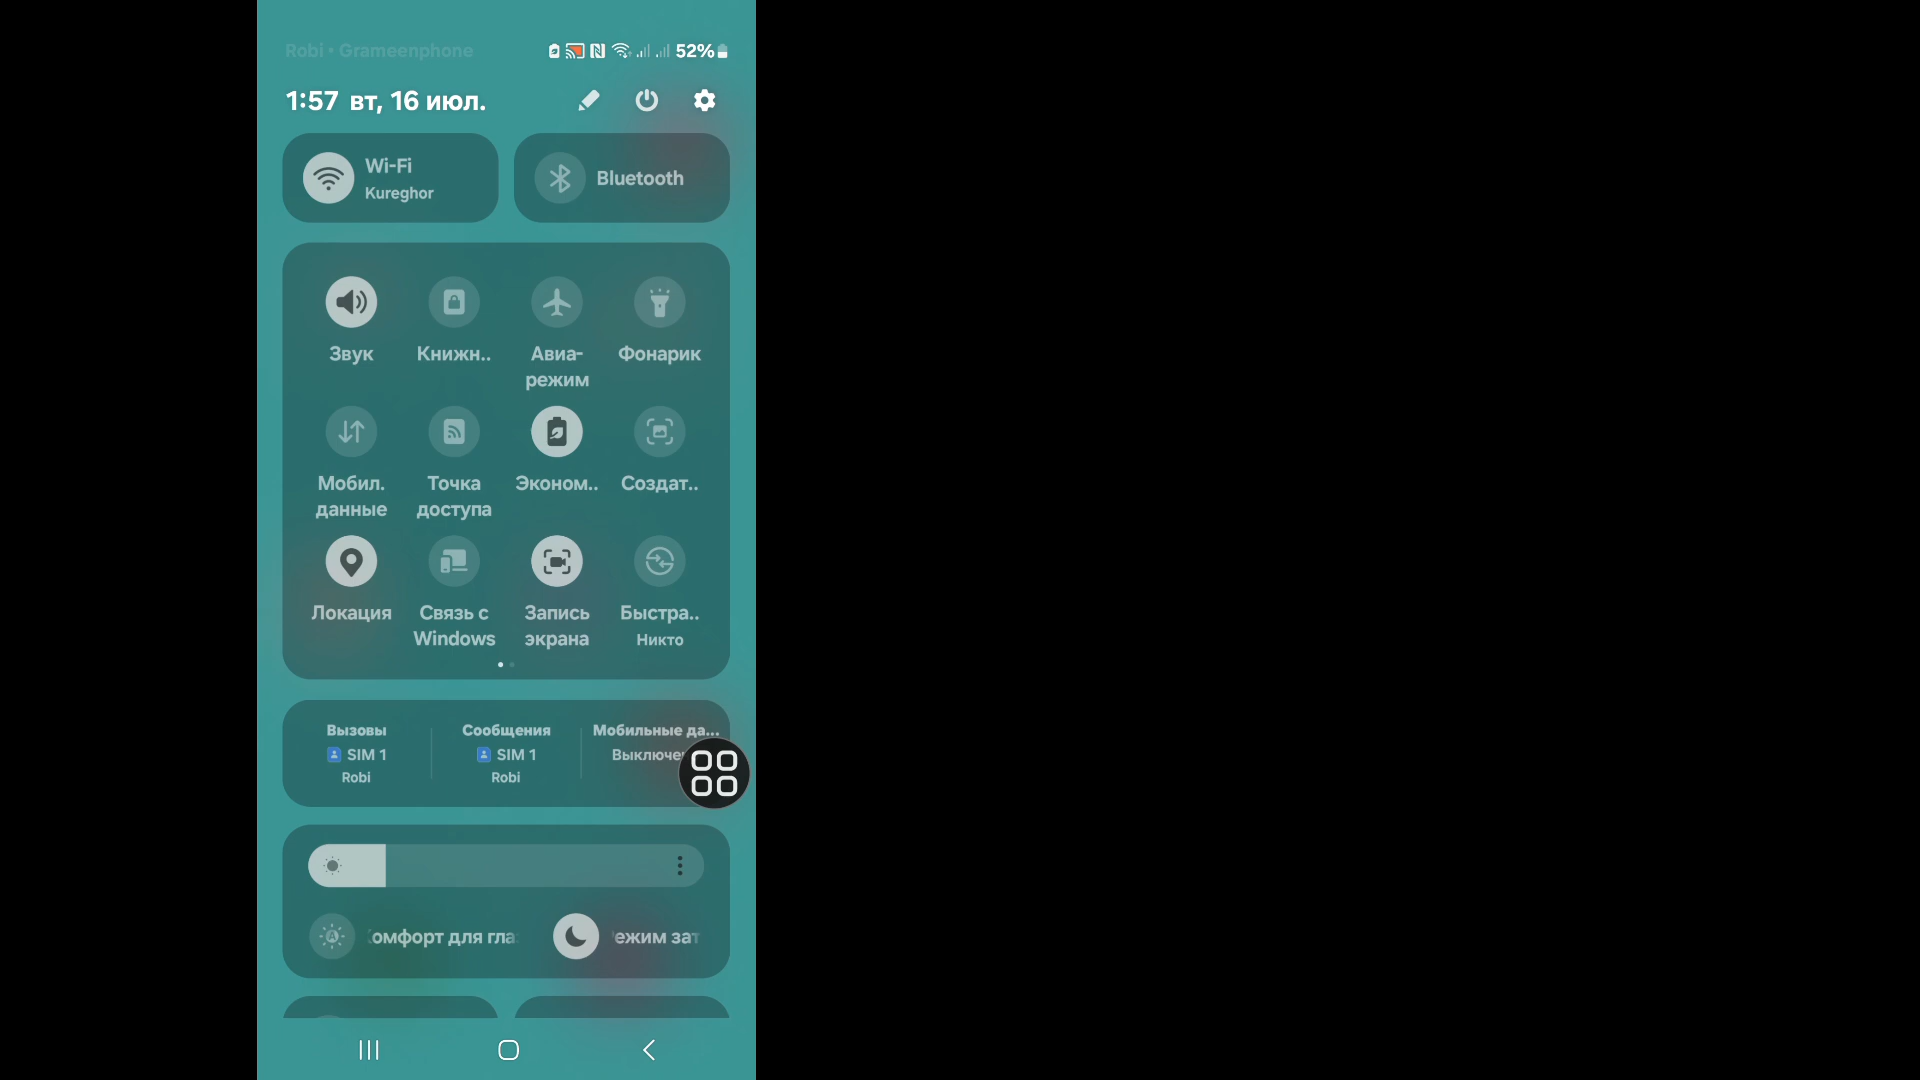 Robi • Grameenphone
52%
1:57 вт, 16 июл.
Wi-Fi
Kureghor
Bluetooth
Звук
Книжн..
Авиа-
режим
Фонарик
Мобил.
данные
Точка
доступа
Эконом..
Создат..
Локация
Связь с
Windows
Запись
экрана
Быстра..
Никто
Вызовы
SIM 1
Robi
Сообщения
SIM 1
Robi
Мобильные да...
Выключе
омфорт для гла
ежим зат